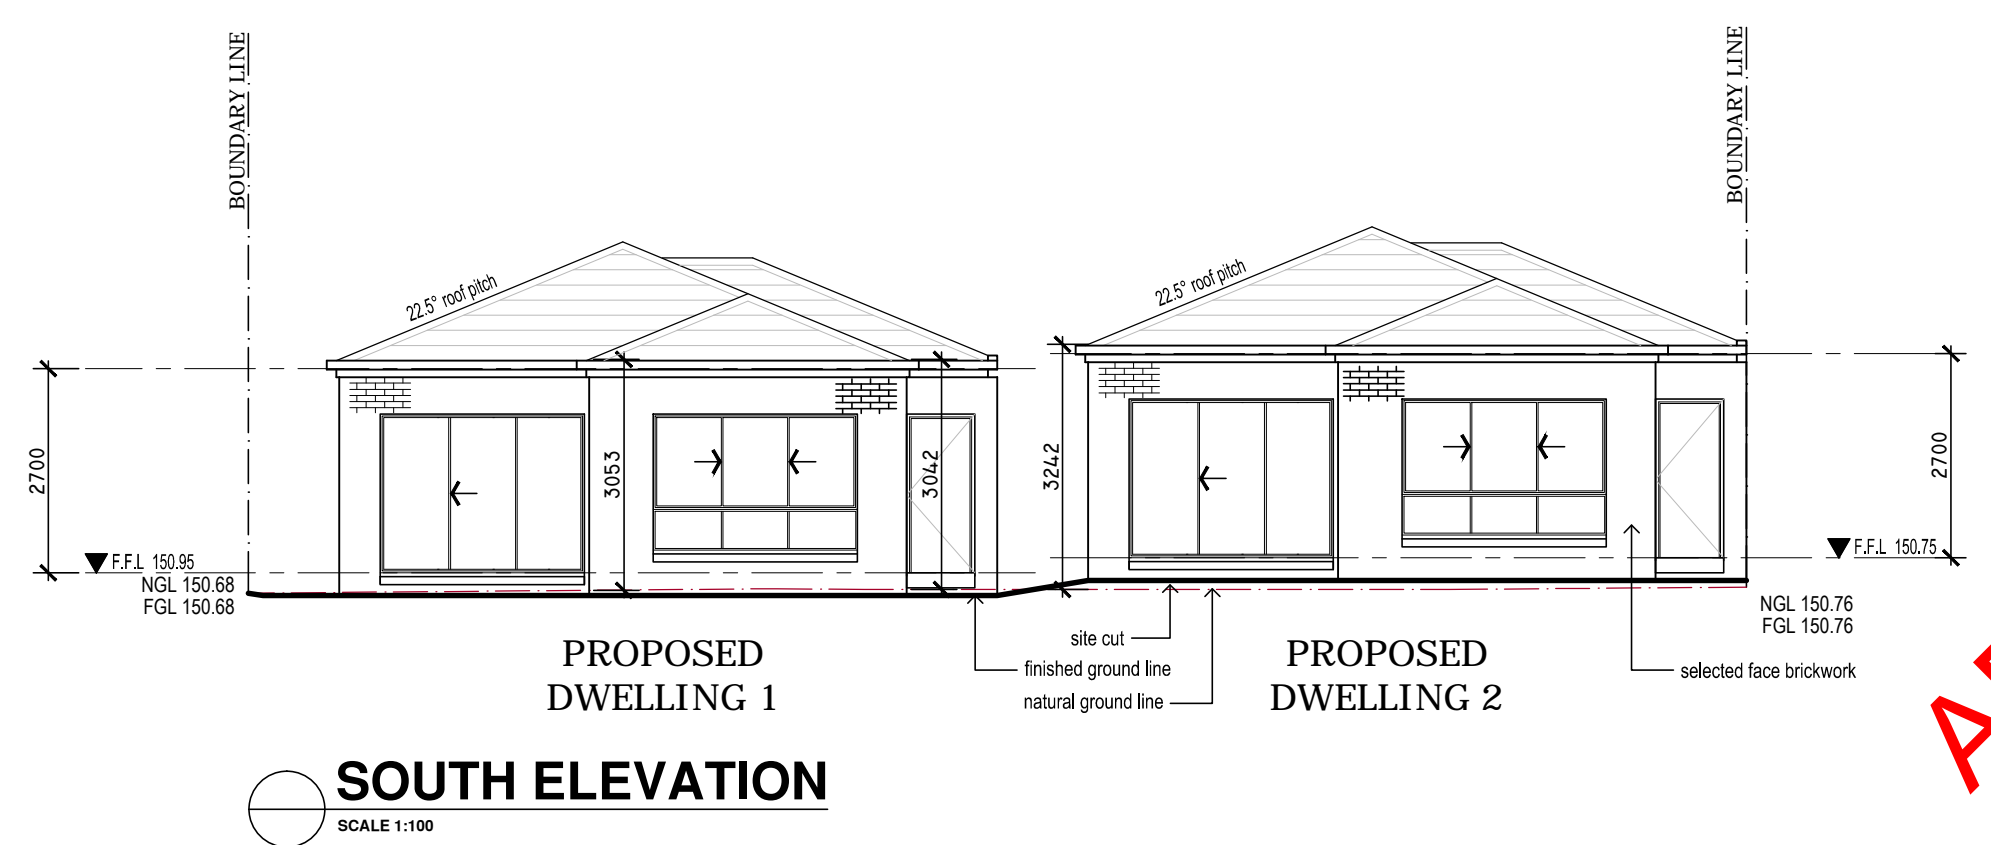 BOUNDARY LINE
BOUNDARY LINE
22.5° roof pitch
22.5° roof pitch
2700
3053
3042
3242
2700
F.F.L 150.95
NGL 150.68
FGL 150.68
F.F.L 150.75
NGL 150.76
FGL 150.76
site cut
finished ground line
natural ground line
selected face brickwork
PROPOSED
DWELLING 1
PROPOSED
DWELLING 2
SOUTH ELEVATION
SCALE 1:100